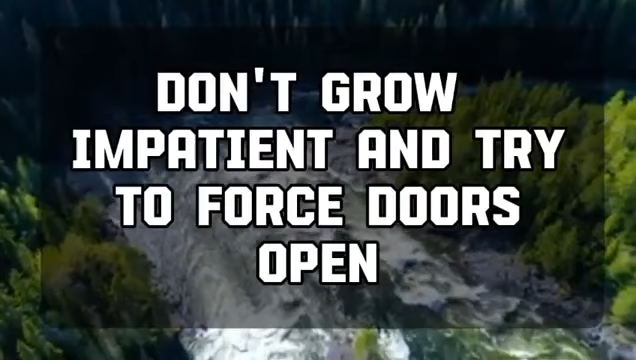 DON'T GROW
IMPATIENT AND TRY
TO FORCE DOORS
OPEN